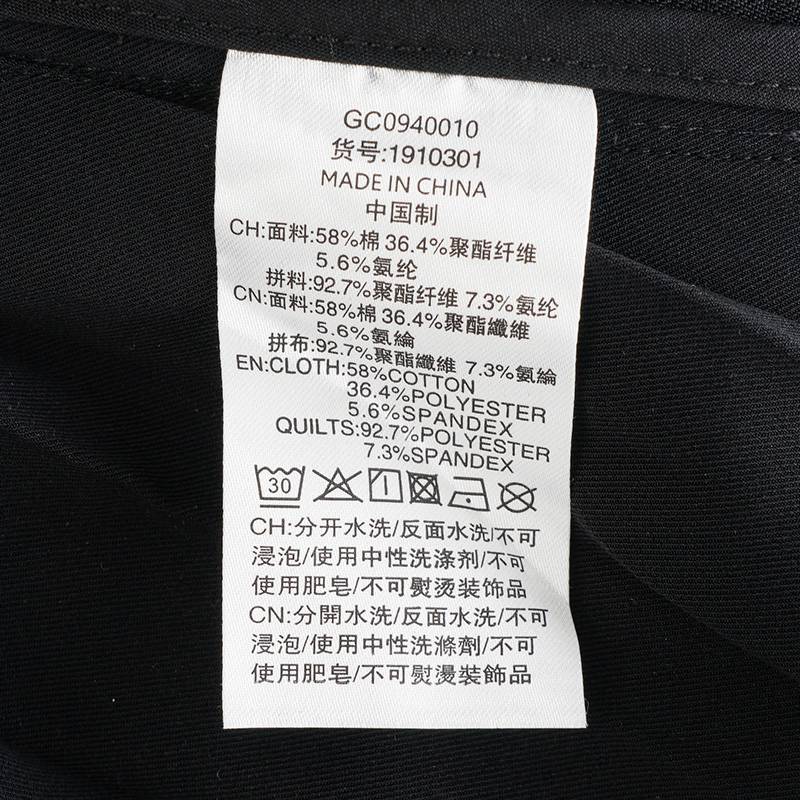 GC0940010
货号:1910301
MADE IN CHINA
中国制
CH:面料:58%棉 36.4%聚酯纤维
5.6%氨纶
拼料:92.7%聚酯纤维 7.3%氨纶
CN:面料:58%棉 36.4%聚酯纖維
5.6%氨綸
拼布:92.7%聚酯纖維 7.3%氨綸
EN:CLOTH:58%COTTON
36.4%POLYESTER
5.6%SPANDEX
QUILTS:92.7%POLYESTER
7.3%SPANDEX
30
CH:分开水洗/反面水洗/不可
浸泡/使用中性洗涤剂/不可
使用肥皂/不可熨烫装饰品
CN:分開水洗/反面水洗/不可
浸泡/使用中性洗滌劑/不可
使用肥皂/不可熨燙裝飾品